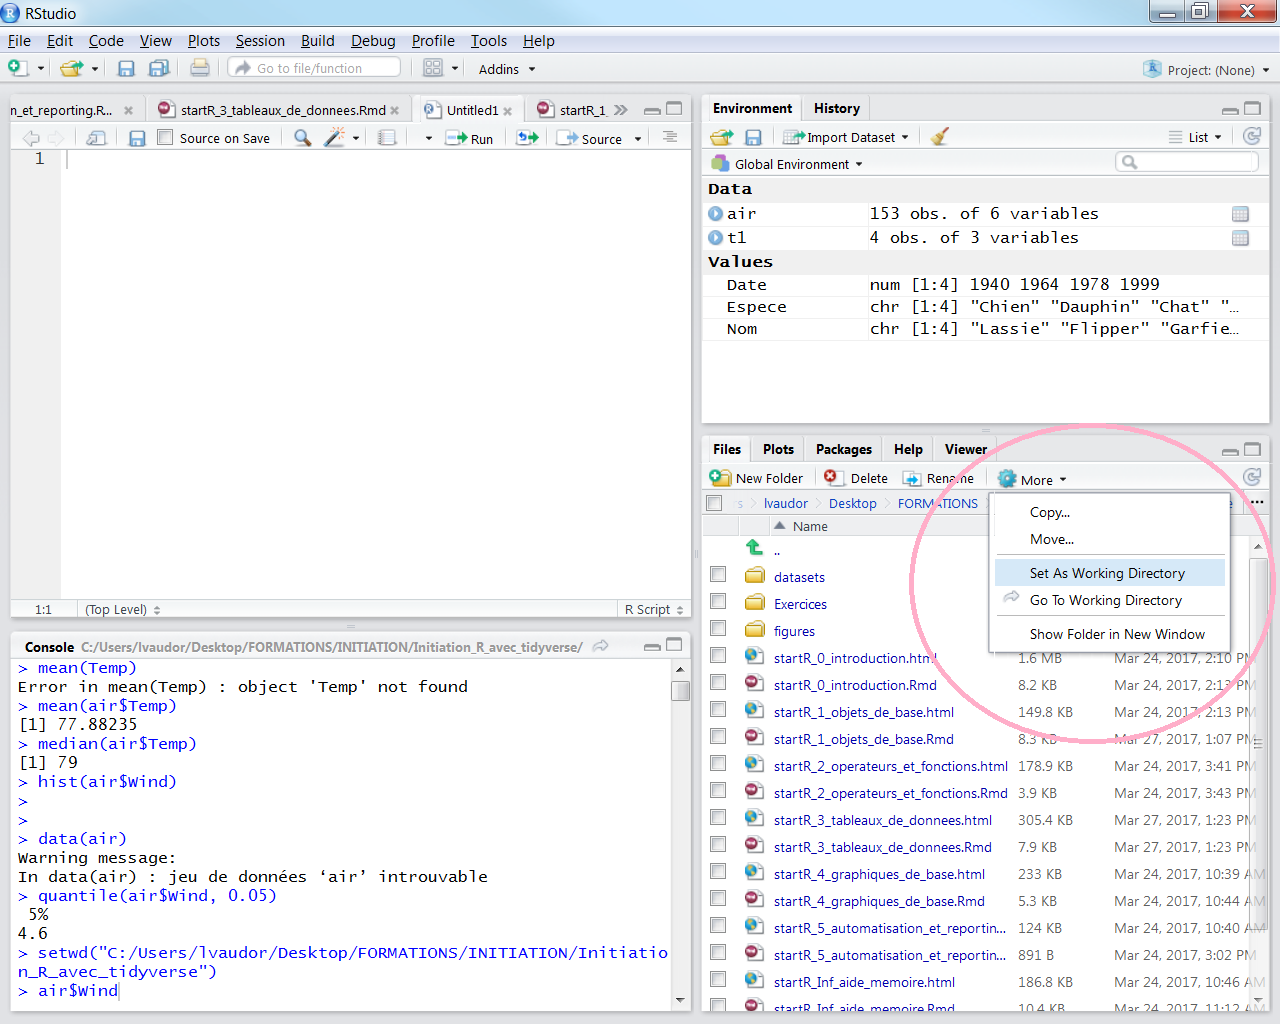 RStudio
File Edit Code View Plots Session Build Debug Profile Tools Help
Go to file/function Addins Project: (None)
n_et_reporting.R... startR_3_tableaux_de_donnees.Rmd Untitled1 startR_1_
Source on Save Run Source
1
1:1 (Top Level) R Script
Console C:/Users/lvaudor/Desktop/FORMATIONS/INITIATION/Initiation_R_avec_tidyverse/
> mean(Temp)
Error in mean(Temp) : object 'Temp' not found
> mean(air$Temp)
[1] 77.88235
> median(air$Temp)
[1] 79
> hist(air$Wind)
>
>
> data(air)
Warning message:
In data(air) : jeu de données ‘air’ introuvable
> quantile(air$Wind, 0.05)
5%
4.6
> setwd("C:/Users/lvaudor/Desktop/FORMATIONS/INITIATION/Initiatio
n_R_avec_tidyverse")
> air$Wind
Environment History
Import Dataset List
Global Environment
Data
air 153 obs. of 6 variables
t1 4 obs. of 3 variables
Values
Date num [1:4] 1940 1964 1978 1999
Espece chr [1:4] "Chien" "Dauphin" "Chat" "…
Nom chr [1:4] "Lassie" "Flipper" "Garfie…
Files Plots Packages Help Viewer
New Folder Delete Rename More
s lvaudor Desktop FORMATIONS e ...
Name
Copy...
Move...
Set As Working Directory
Go To Working Directory
Show Folder in New Window
..
datasets
Exercices
figures
startR_0_introduction.html 1.6 MB Mar 24, 2017, 2:10 PM
startR_0_introduction.Rmd 8.2 KB Mar 24, 2017, 2:13 PM
startR_1_objets_de_base.html 149.8 KB Mar 24, 2017, 2:13 PM
startR_1_objets_de_base.Rmd 8.3 KB Mar 27, 2017, 1:07 PM
startR_2_operateurs_et_fonctions.html 178.9 KB Mar 24, 2017, 3:41 PM
startR_2_operateurs_et_fonctions.Rmd 3.9 KB Mar 24, 2017, 3:43 PM
startR_3_tableaux_de_donnees.html 305.4 KB Mar 27, 2017, 1:23 PM
startR_3_tableaux_de_donnees.Rmd 7.9 KB Mar 27, 2017, 1:23 PM
startR_4_graphiques_de_base.html 233 KB Mar 24, 2017, 10:39 AM
startR_4_graphiques_de_base.Rmd 5.3 KB Mar 24, 2017, 10:44 AM
startR_5_automatisation_et_reportin... 124 KB Mar 24, 2017, 10:40 AM
startR_5_automatisation_et_reportin... 891 B Mar 24, 2017, 3:02 PM
startR_Inf_aide_memoire.html 186.8 KB Mar 24, 2017, 10:46 AM
startR_Inf_aide_memoire.Rmd 10.4 KB Mar 24, 2017, 11:12 AM